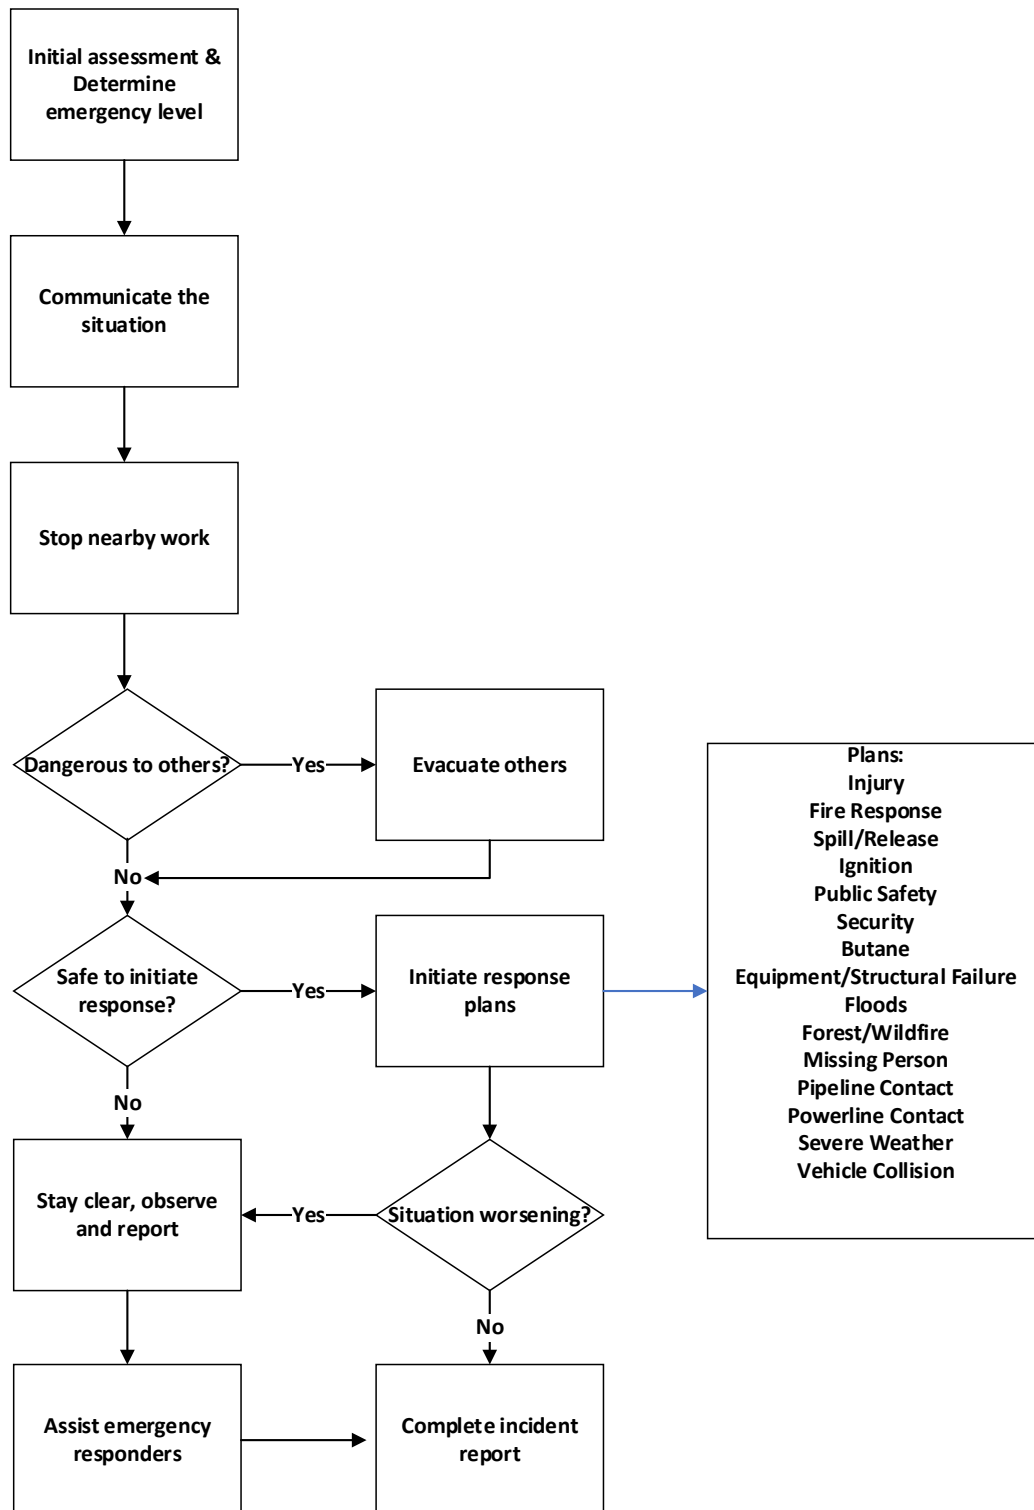 Initial assessment &
Determine
emergency level
Communicate the
situation
Stop nearby work
Dangerous to others?
Yes
Evacuate others
No
Safe to initiate
response?
Yes
Initiate response
plans
Plans:
Injury
Fire Response
Spill/Release
Ignition
Public Safety
Security
Butane
Equipment/Structural Failure
Floods
Forest/Wildfire
Missing Person
Pipeline Contact
Powerline Contact
Severe Weather
Vehicle Collision
No
Stay clear, observe
and report
Yes
Situation worsening?
No
Assist emergency
responders
Complete incident
report